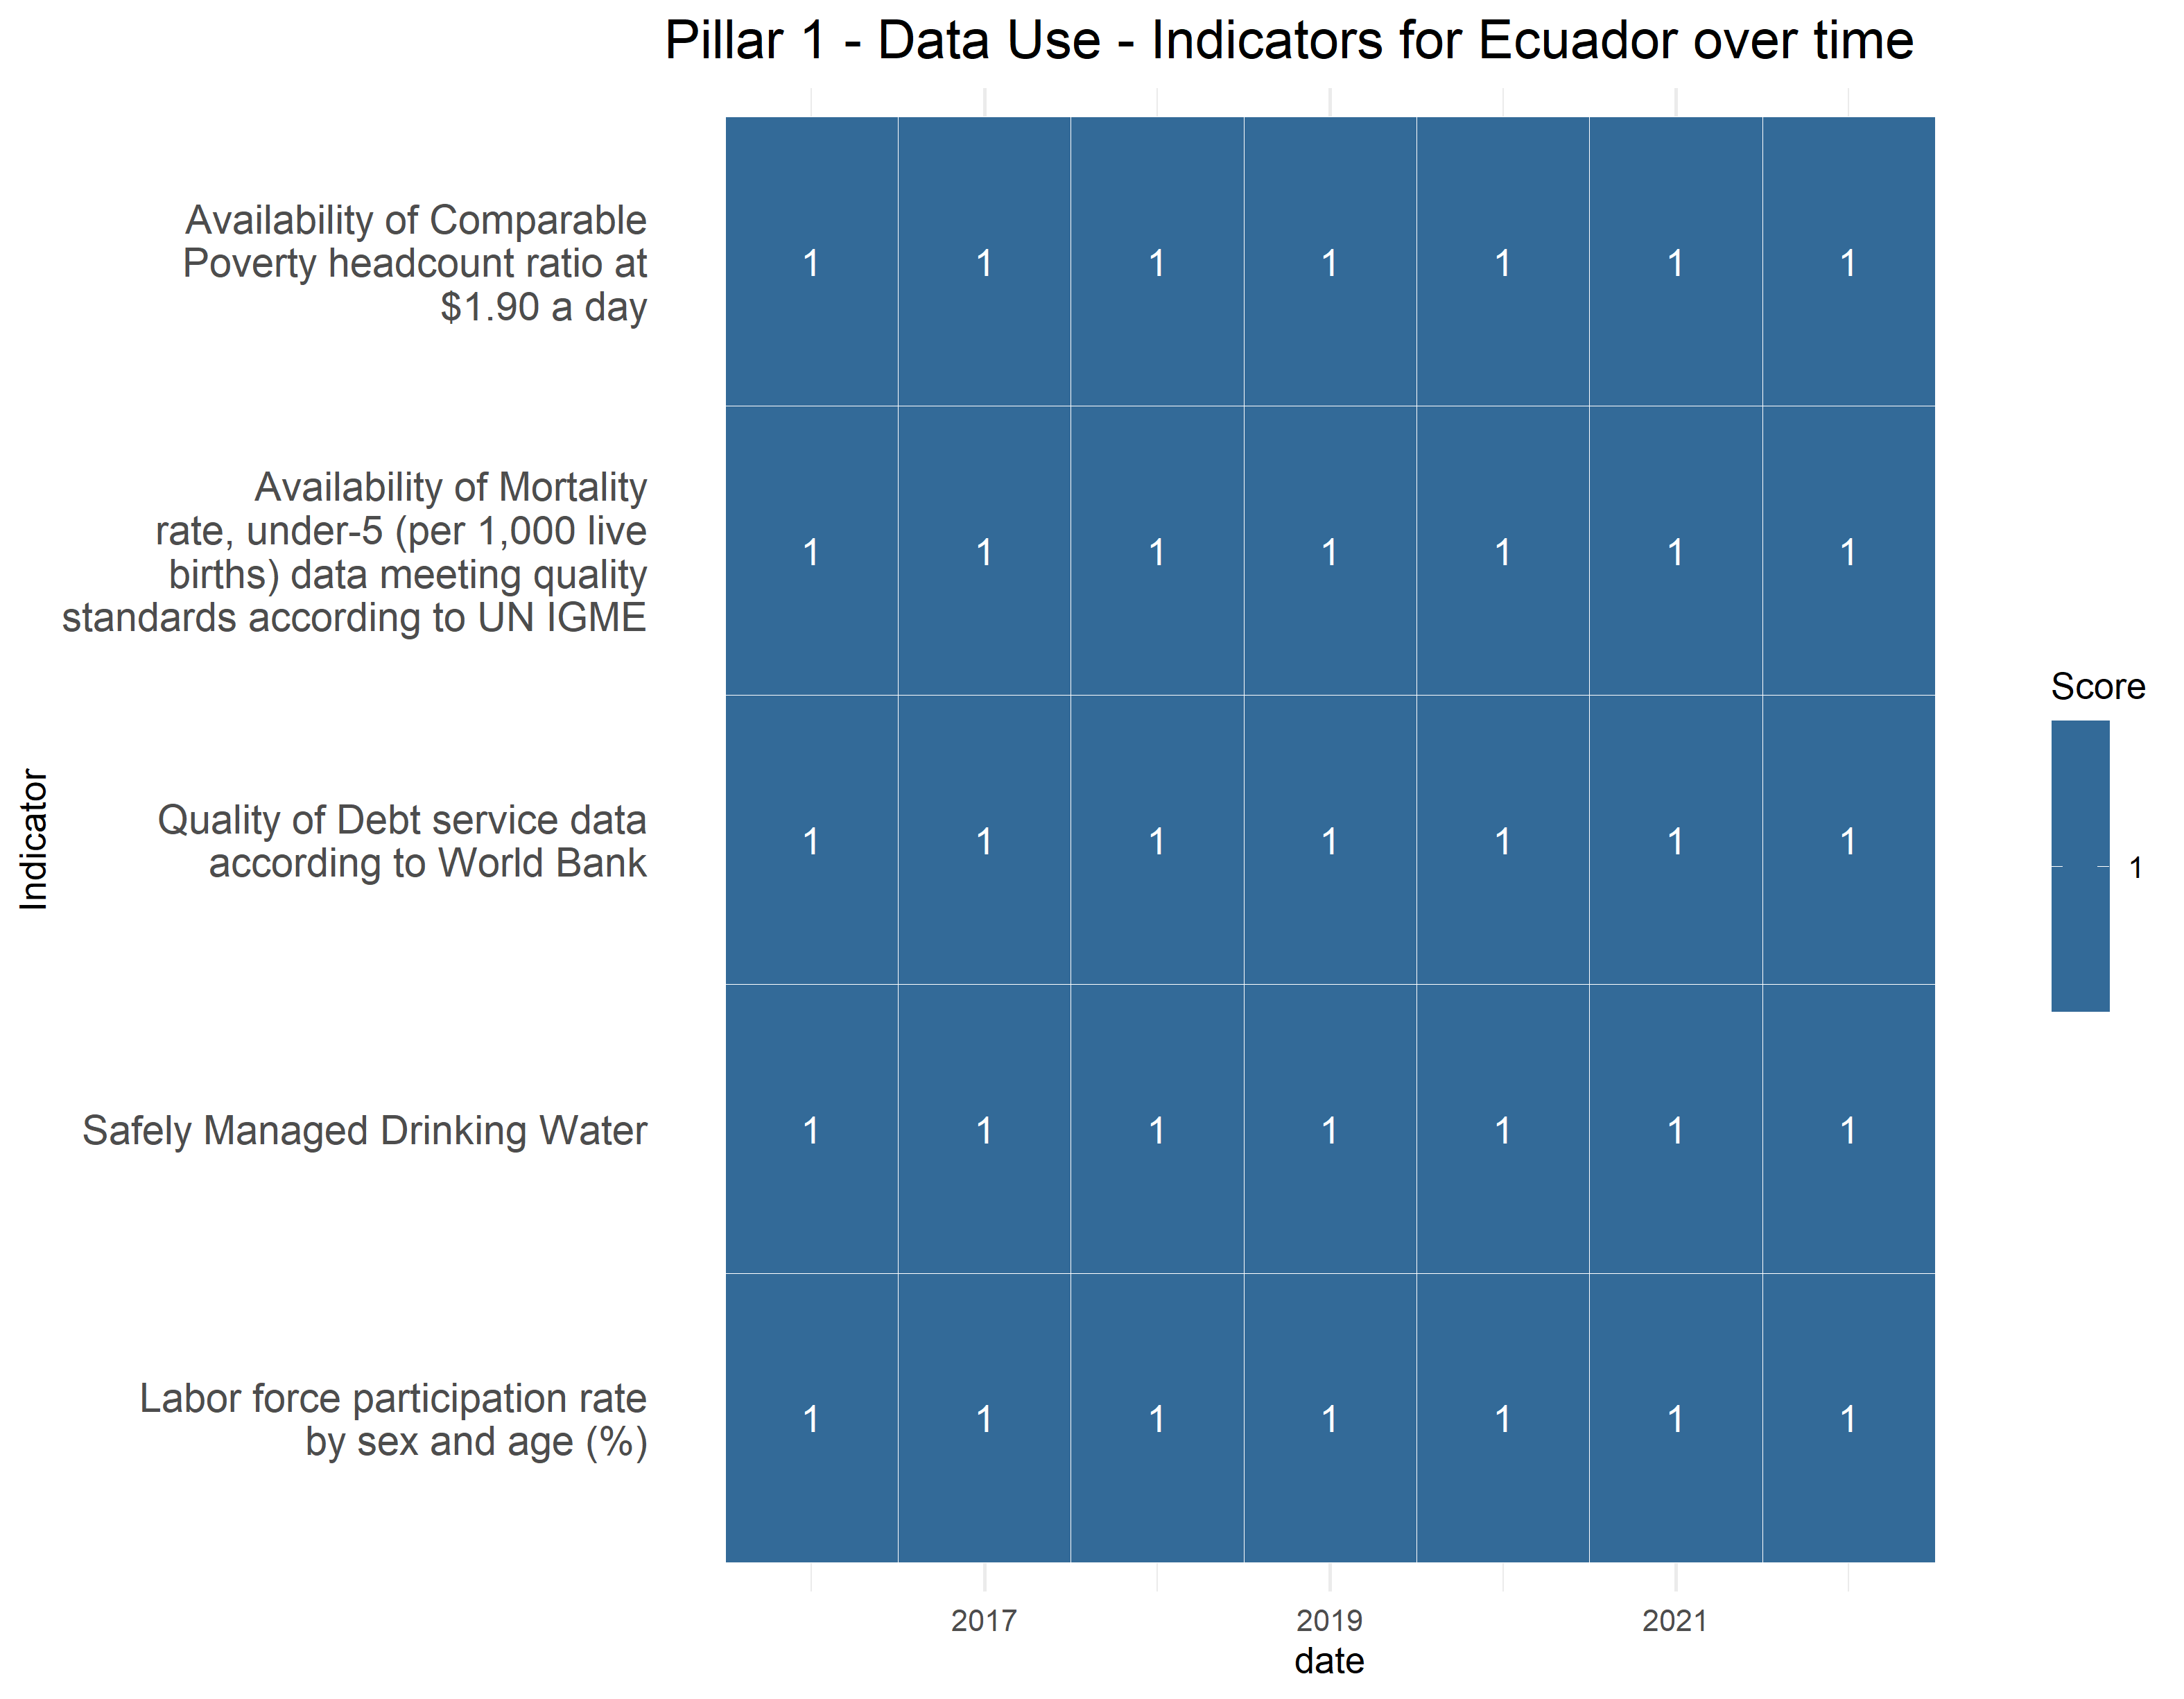 Pillar 1 - Data Use - Indicators for Ecuador over time
Indicator
Availability of Comparable
Poverty headcount ratio at
$1.90 a day
1 1 1 1 1 1 1
Availability of Mortality
rate, under-5 (per 1,000 live
births) data meeting quality
standards according to UN IGME
1 1 1 1 1 1 1
Quality of Debt service data
according to World Bank
1 1 1 1 1 1 1
Safely Managed Drinking Water
1 1 1 1 1 1 1
Labor force participation rate
by sex and age (%)
1 1 1 1 1 1 1
2017 2019 2021
date
Score
1